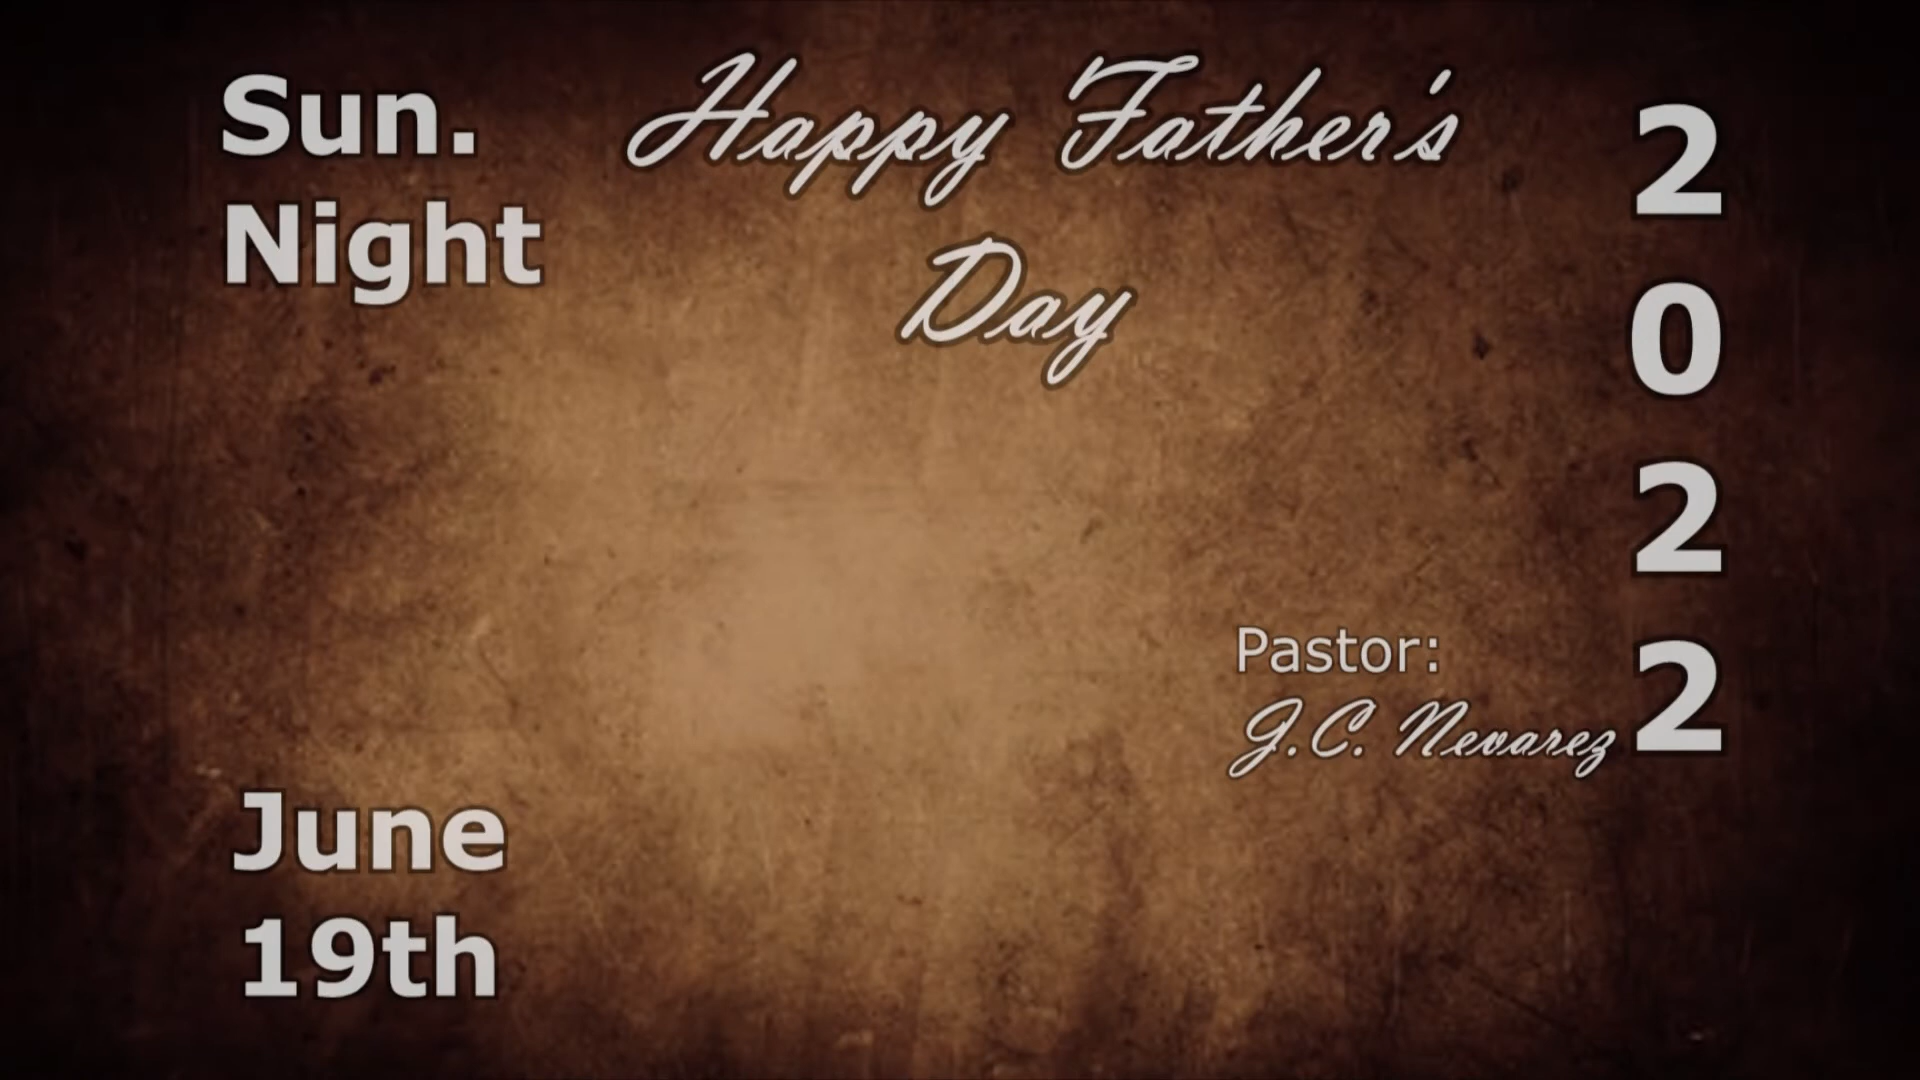 Sun.
Night
Happy Father's
Day
2
0
2
2
Pastor:
J.C. Nevarez
June
19th